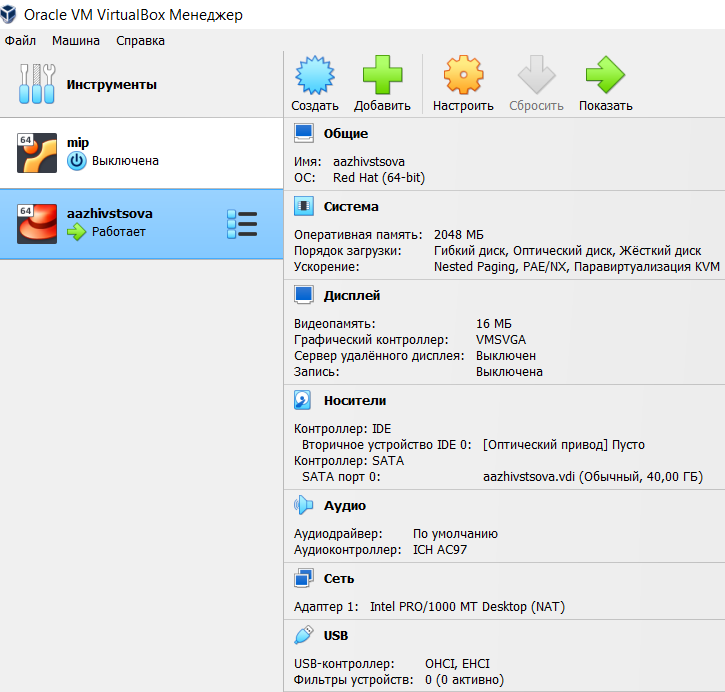 Oracle VM VirtualBox Менеджер
Файл Машина Справка
Инструменты
Создать Добавить Настроить Сбросить Показать
64
mip
Выключена
64
aazhivstsova
Работает
Общие
Имя: aazhivstsova
ОС: Red Hat (64-bit)
Система
Оперативная память: 2048 МБ
Порядок загрузки: Гибкий диск, Оптический диск, Жёсткий диск
Ускорение: Nested Paging, PAE/NX, Паравиртуализация KVM
Дисплей
Видеопамять: 16 МБ
Графический контроллер: VMSVGA
Сервер удалённого дисплея: Выключен
Запись: Выключена
Носители
Контроллер: IDE
Вторичное устройство IDE 0: [Оптический привод] Пусто
Контроллер: SATA
SATA порт 0: aazhivstsova.vdi (Обычный, 40,00 ГБ)
Аудио
Аудиодрайвер: По умолчанию
Аудиоконтроллер: ICH AC97
Сеть
Адаптер 1: Intel PRO/1000 MT Desktop (NAT)
USB
USB-контроллер: OHCI, EHCI
Фильтры устройств: 0 (0 активно)